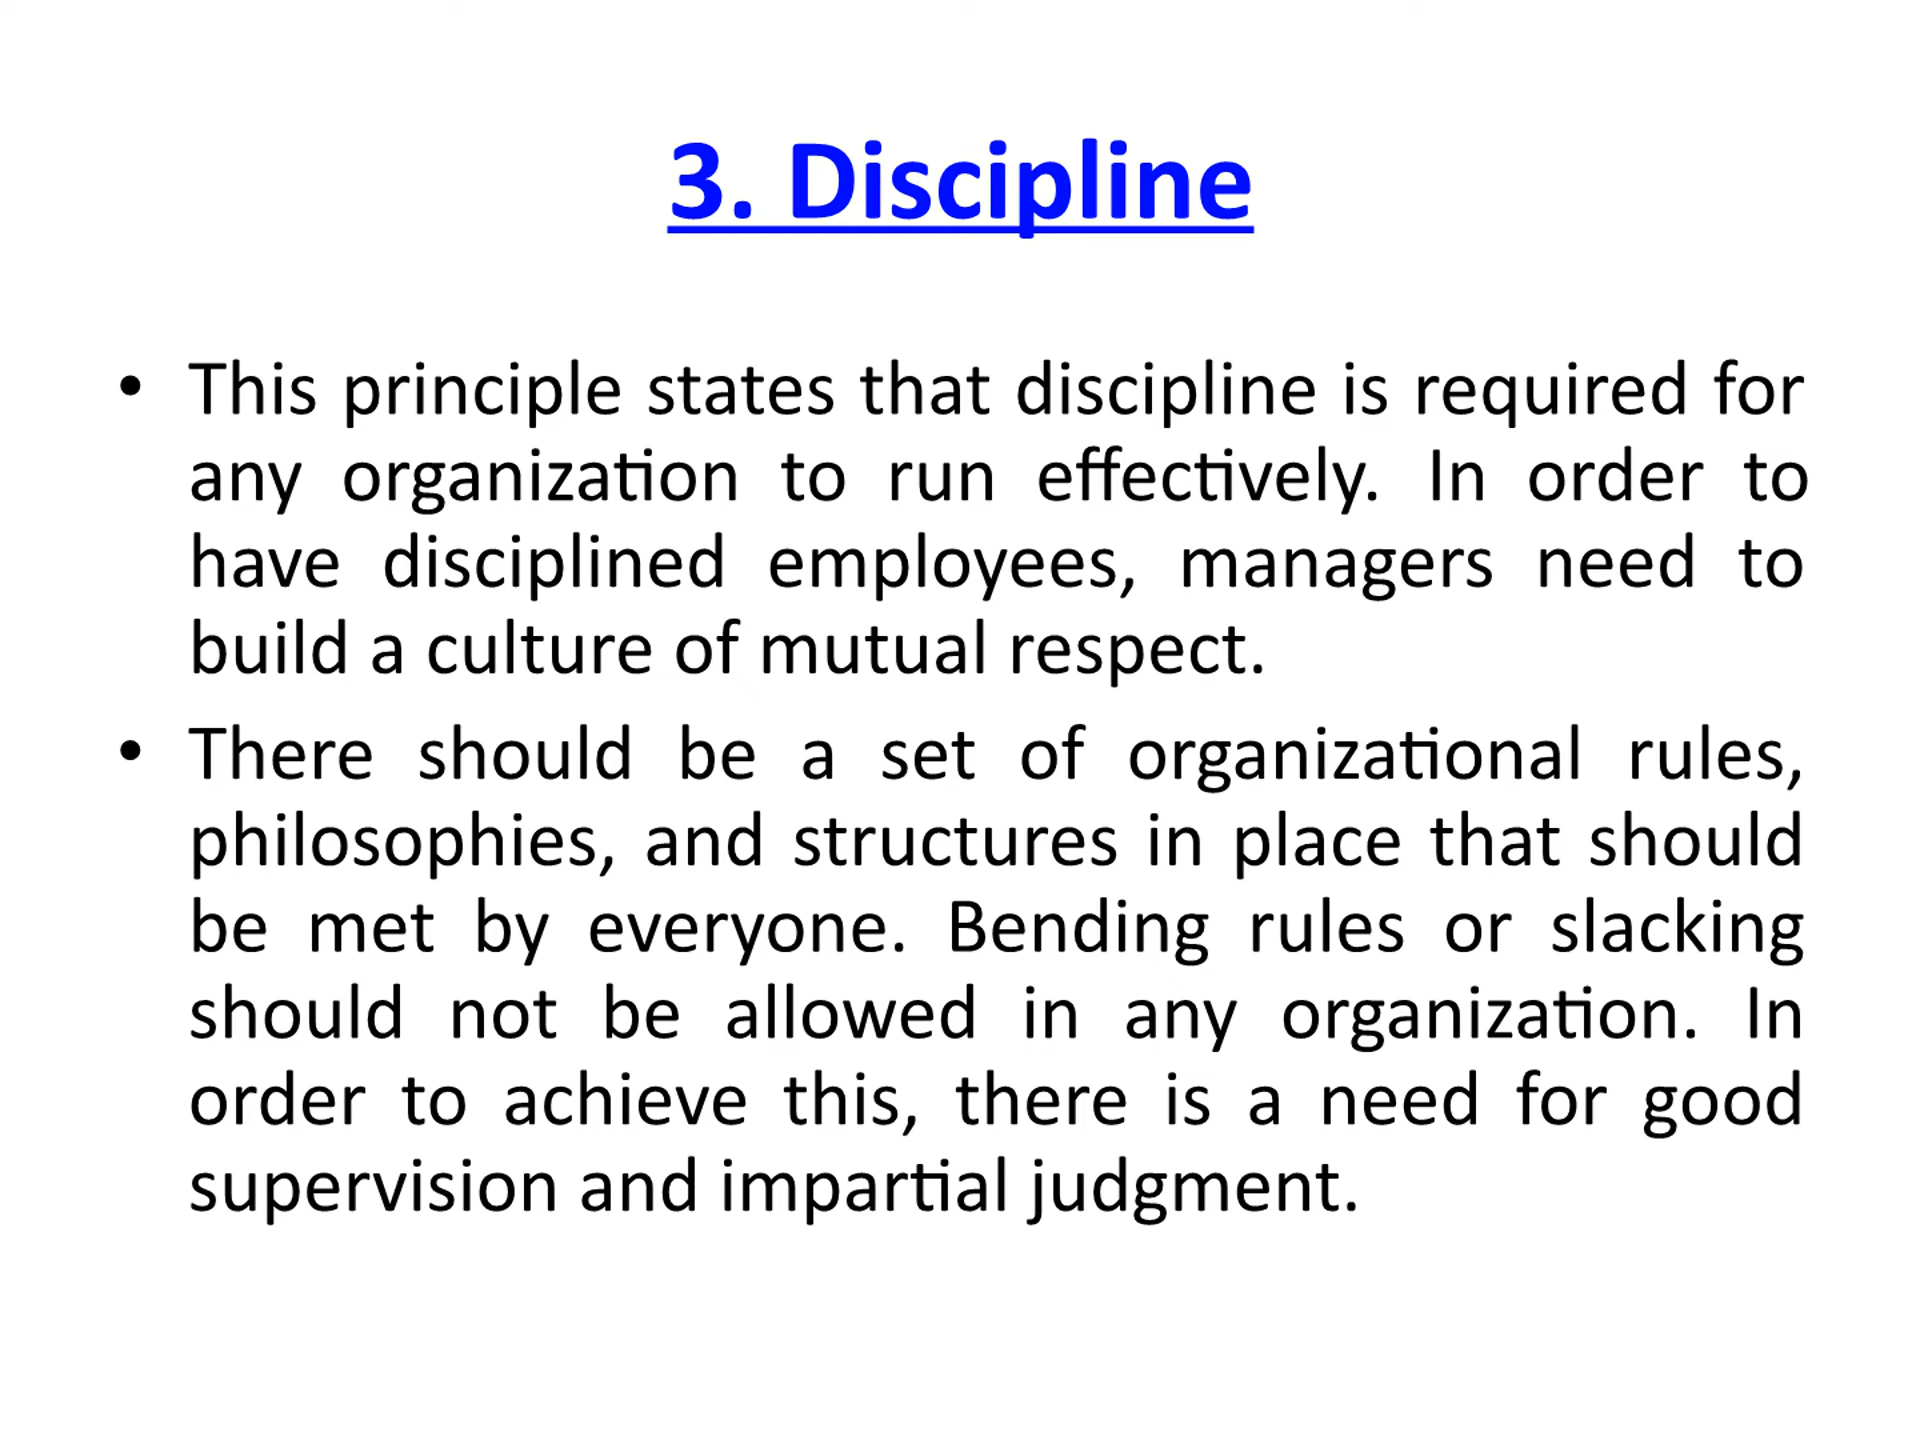 3. Discipline
• This principle states that discipline is required for
any organization to run effectively. In order to
have disciplined employees, managers need to
build a culture of mutual respect.
• There should be a set of organizational rules,
philosophies, and structures in place that should
be met by everyone. Bending rules or slacking
should not be allowed in any organization. In
order to achieve this, there is a need for good
supervision and impartial judgment.